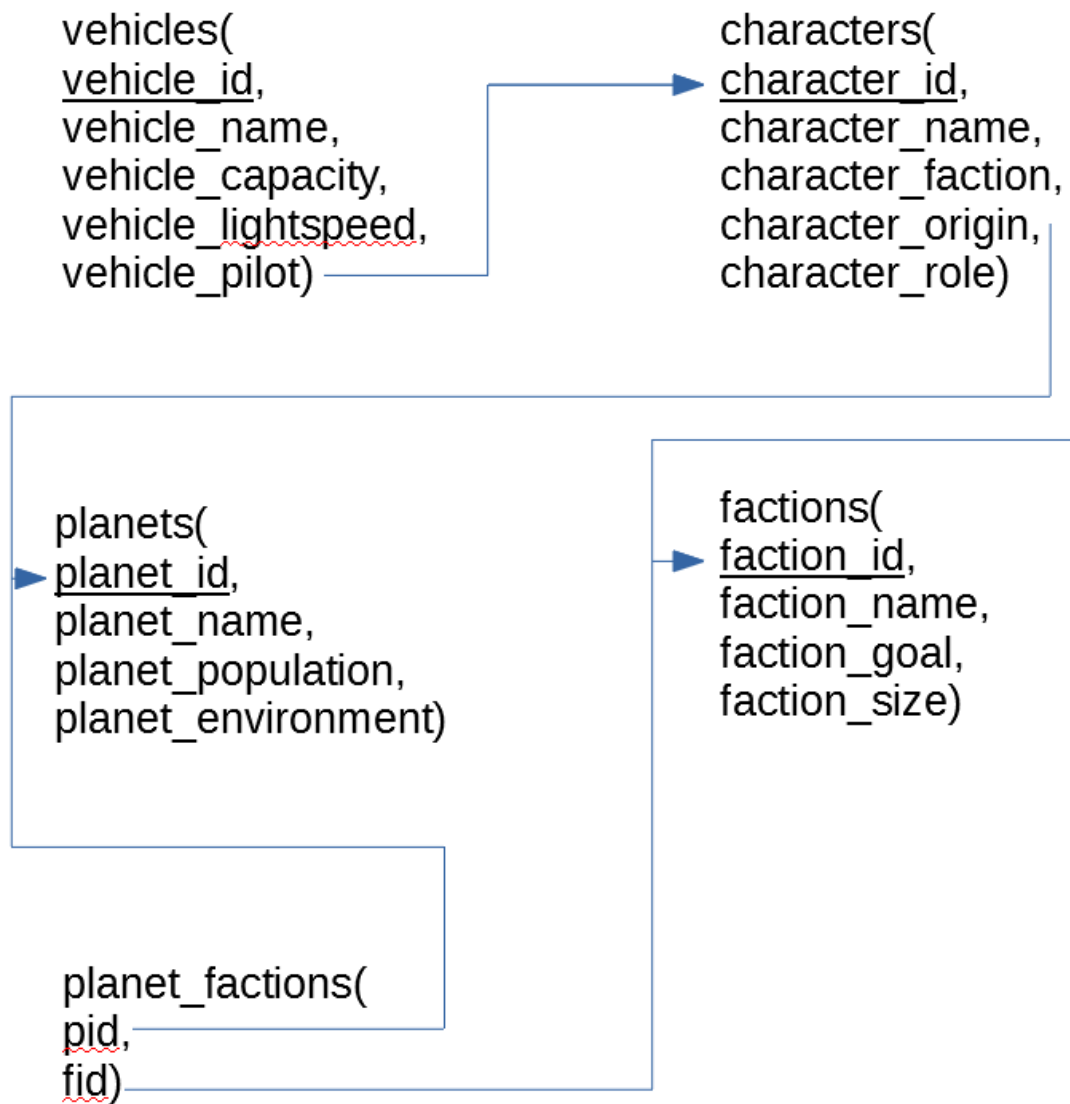 vehicles(
vehicle_id,
vehicle_name,
vehicle_capacity,
vehicle_lightspeed,
vehicle_pilot)
characters(
character_id,
character_name,
character_faction,
character_origin,
character_role)
planets(
planet_id,
planet_name,
planet_population,
planet_environment)
factions(
faction_id,
faction_name,
faction_goal,
faction_size)
planet_factions(
pid,
fid)